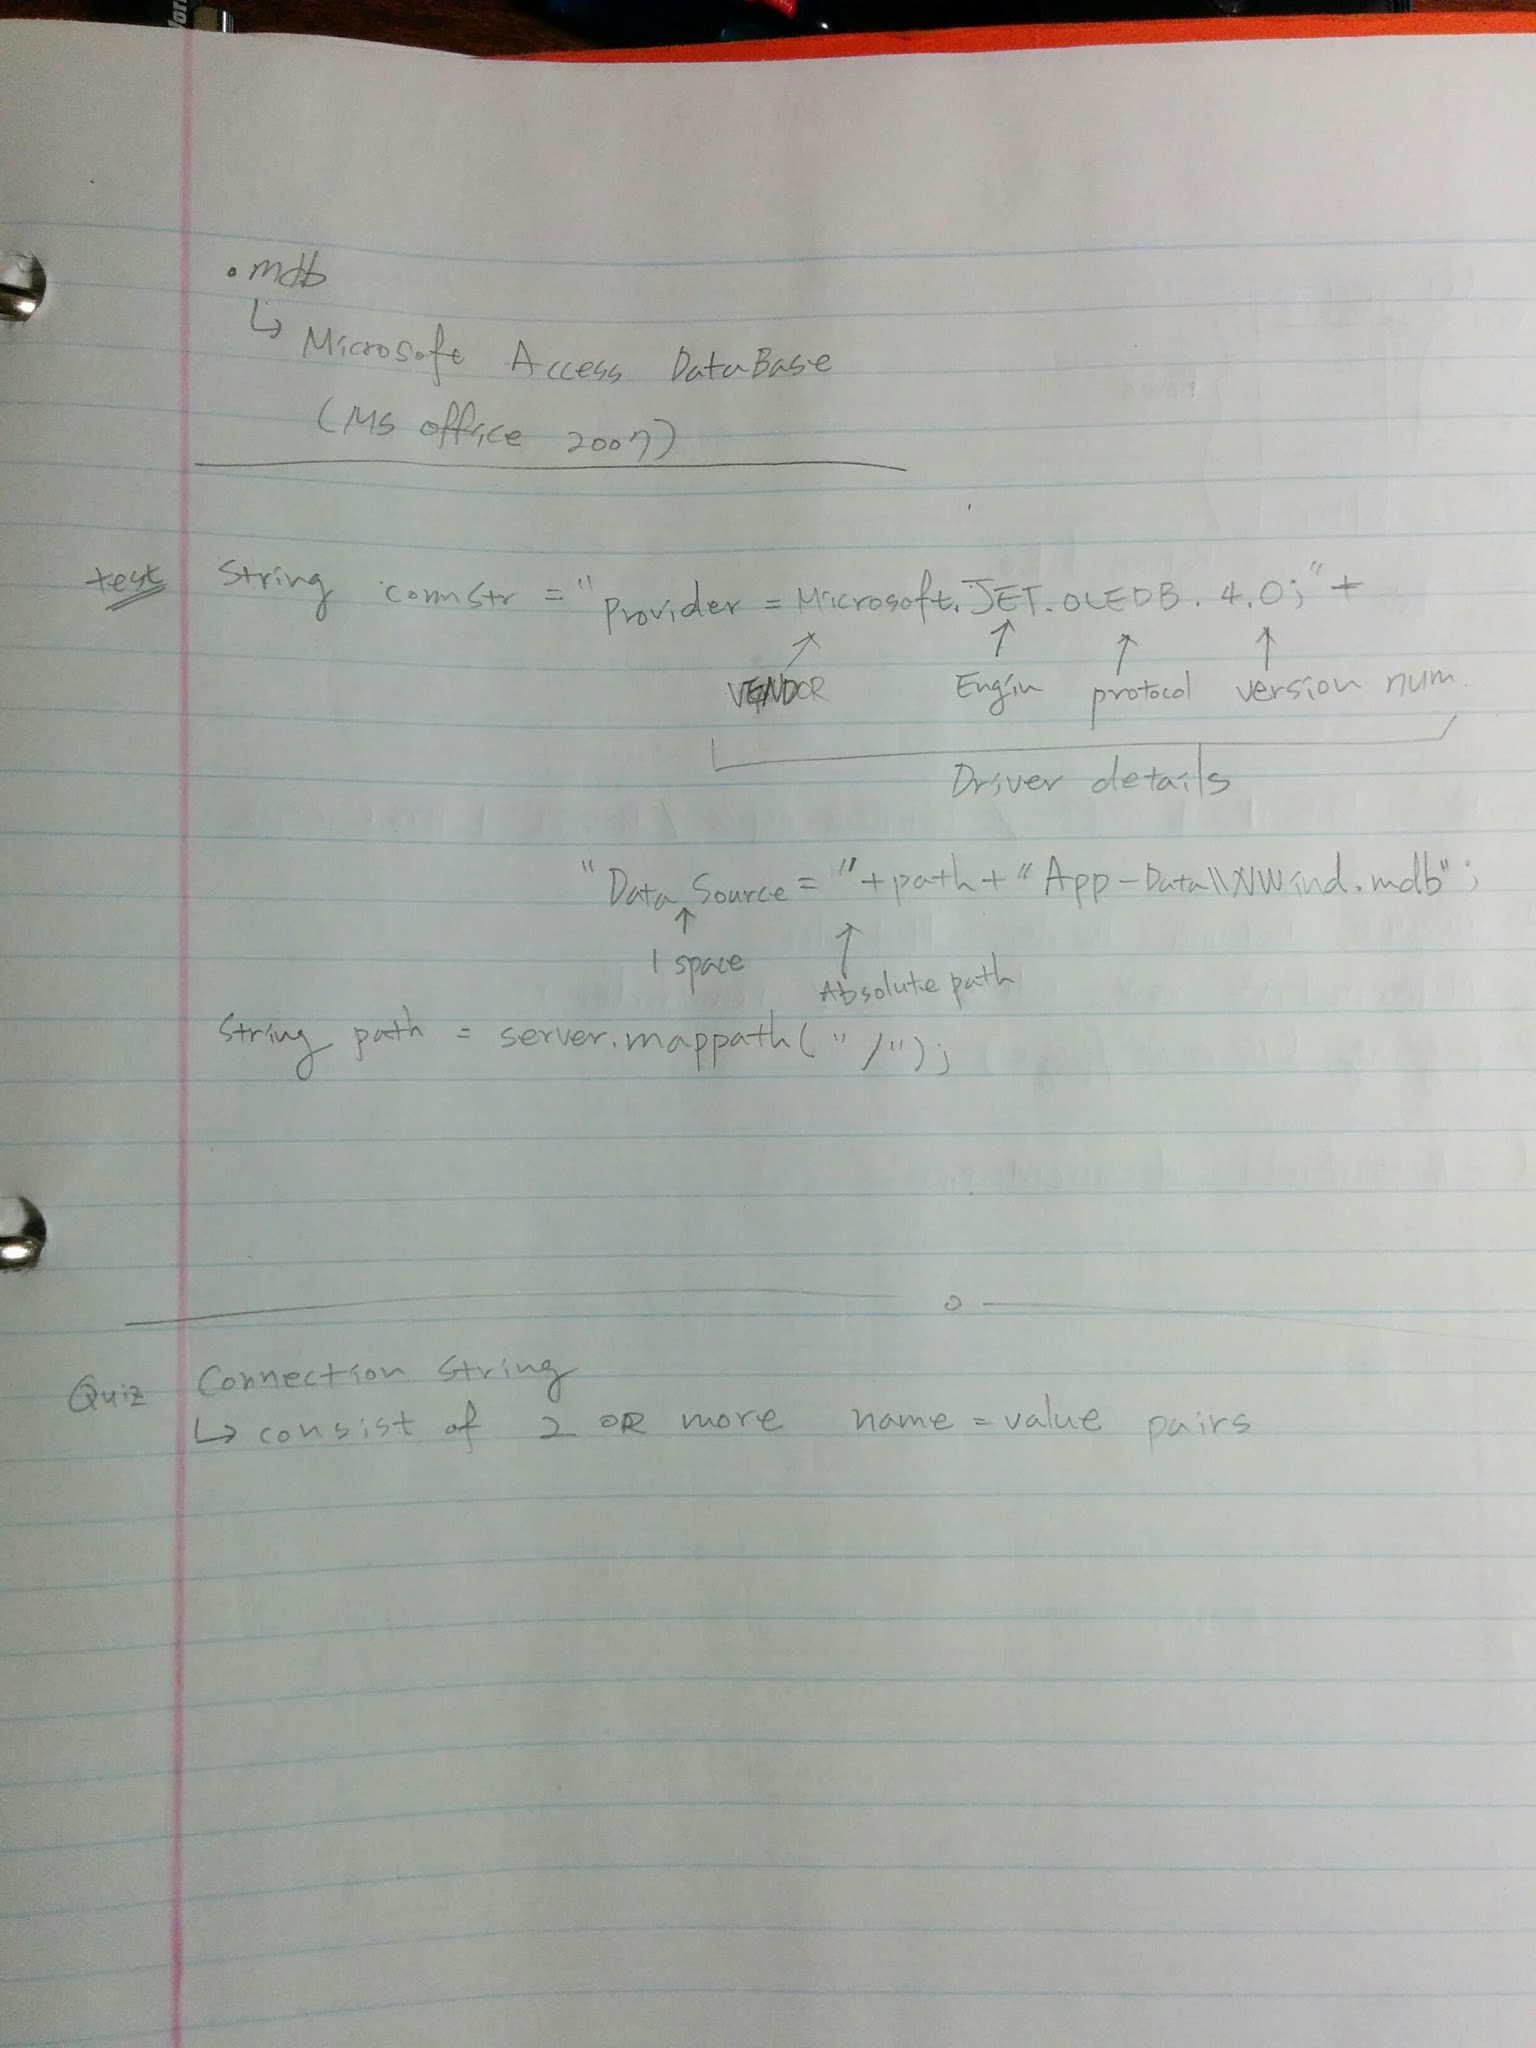 .mdb
↳ Microsoft Access DataBase
(MS office 2007)
test String connStr = "Provider = Microsoft.JET.OLEDB.4.0;" +
VENDOR Engin protocol version num.
Driver details
"Data Source = "+path+"App-Data\\NWind.mdb";
1 space
Absolute path
String path = server.mappath("/");
Quiz Connection String
↳ consist of 2 OR more name = value pairs